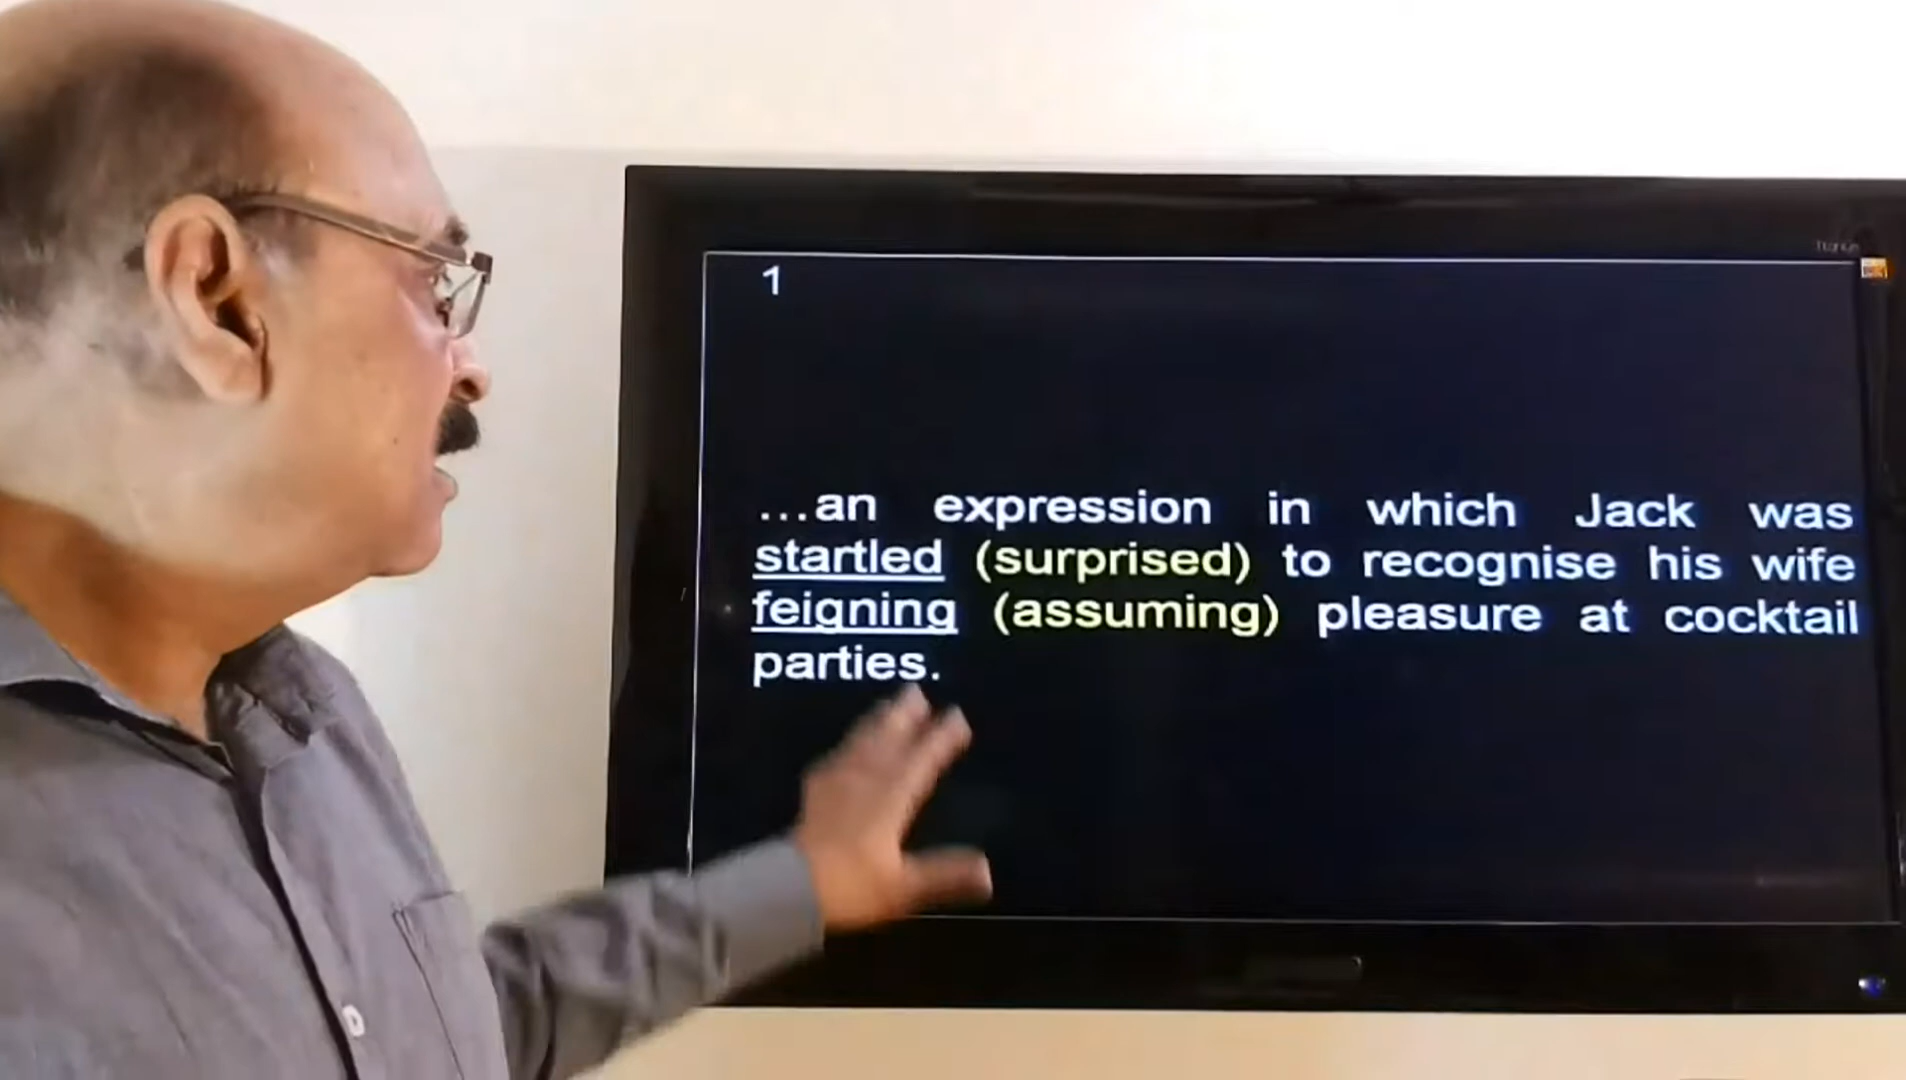 1
...an expression in which Jack was
startled (surprised) to recognise his wife
feigning (assuming) pleasure at cocktail
parties.